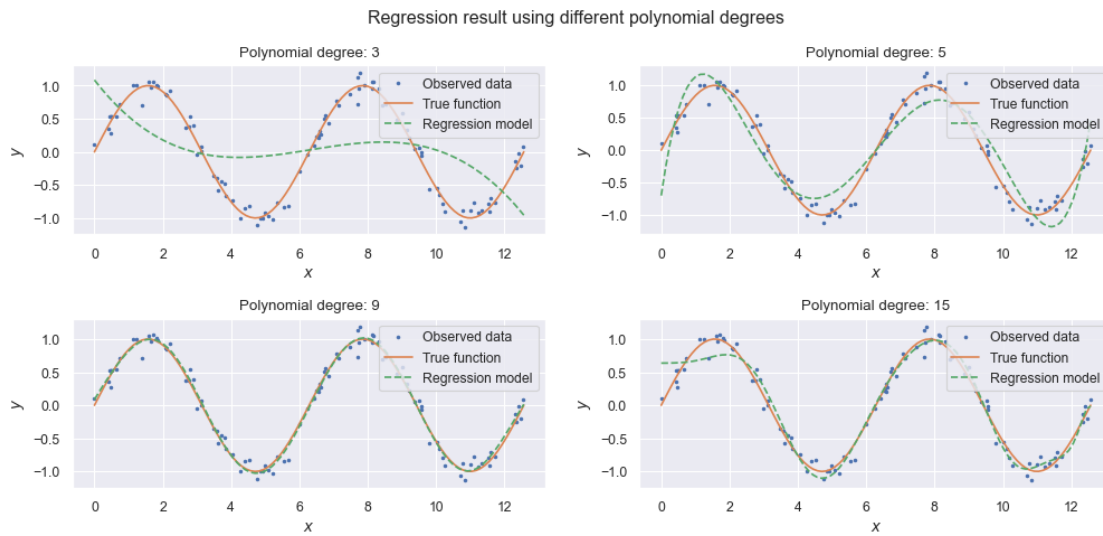 Regression result using different polynomial degrees
Polynomial degree: 3
1.0
0.5
0.0
−0.5
−1.0
y
0 2 4 6 8 10 12
x
Observed data
True function
Regression model
Polynomial degree: 5
1.0
0.5
0.0
−0.5
−1.0
y
0 2 4 6 8 10 12
x
Observed data
True function
Regression model
Polynomial degree: 9
1.0
0.5
0.0
−0.5
−1.0
y
0 2 4 6 8 10 12
x
Observed data
True function
Regression model
Polynomial degree: 15
1.0
0.5
0.0
−0.5
−1.0
y
0 2 4 6 8 10 12
x
Observed data
True function
Regression model